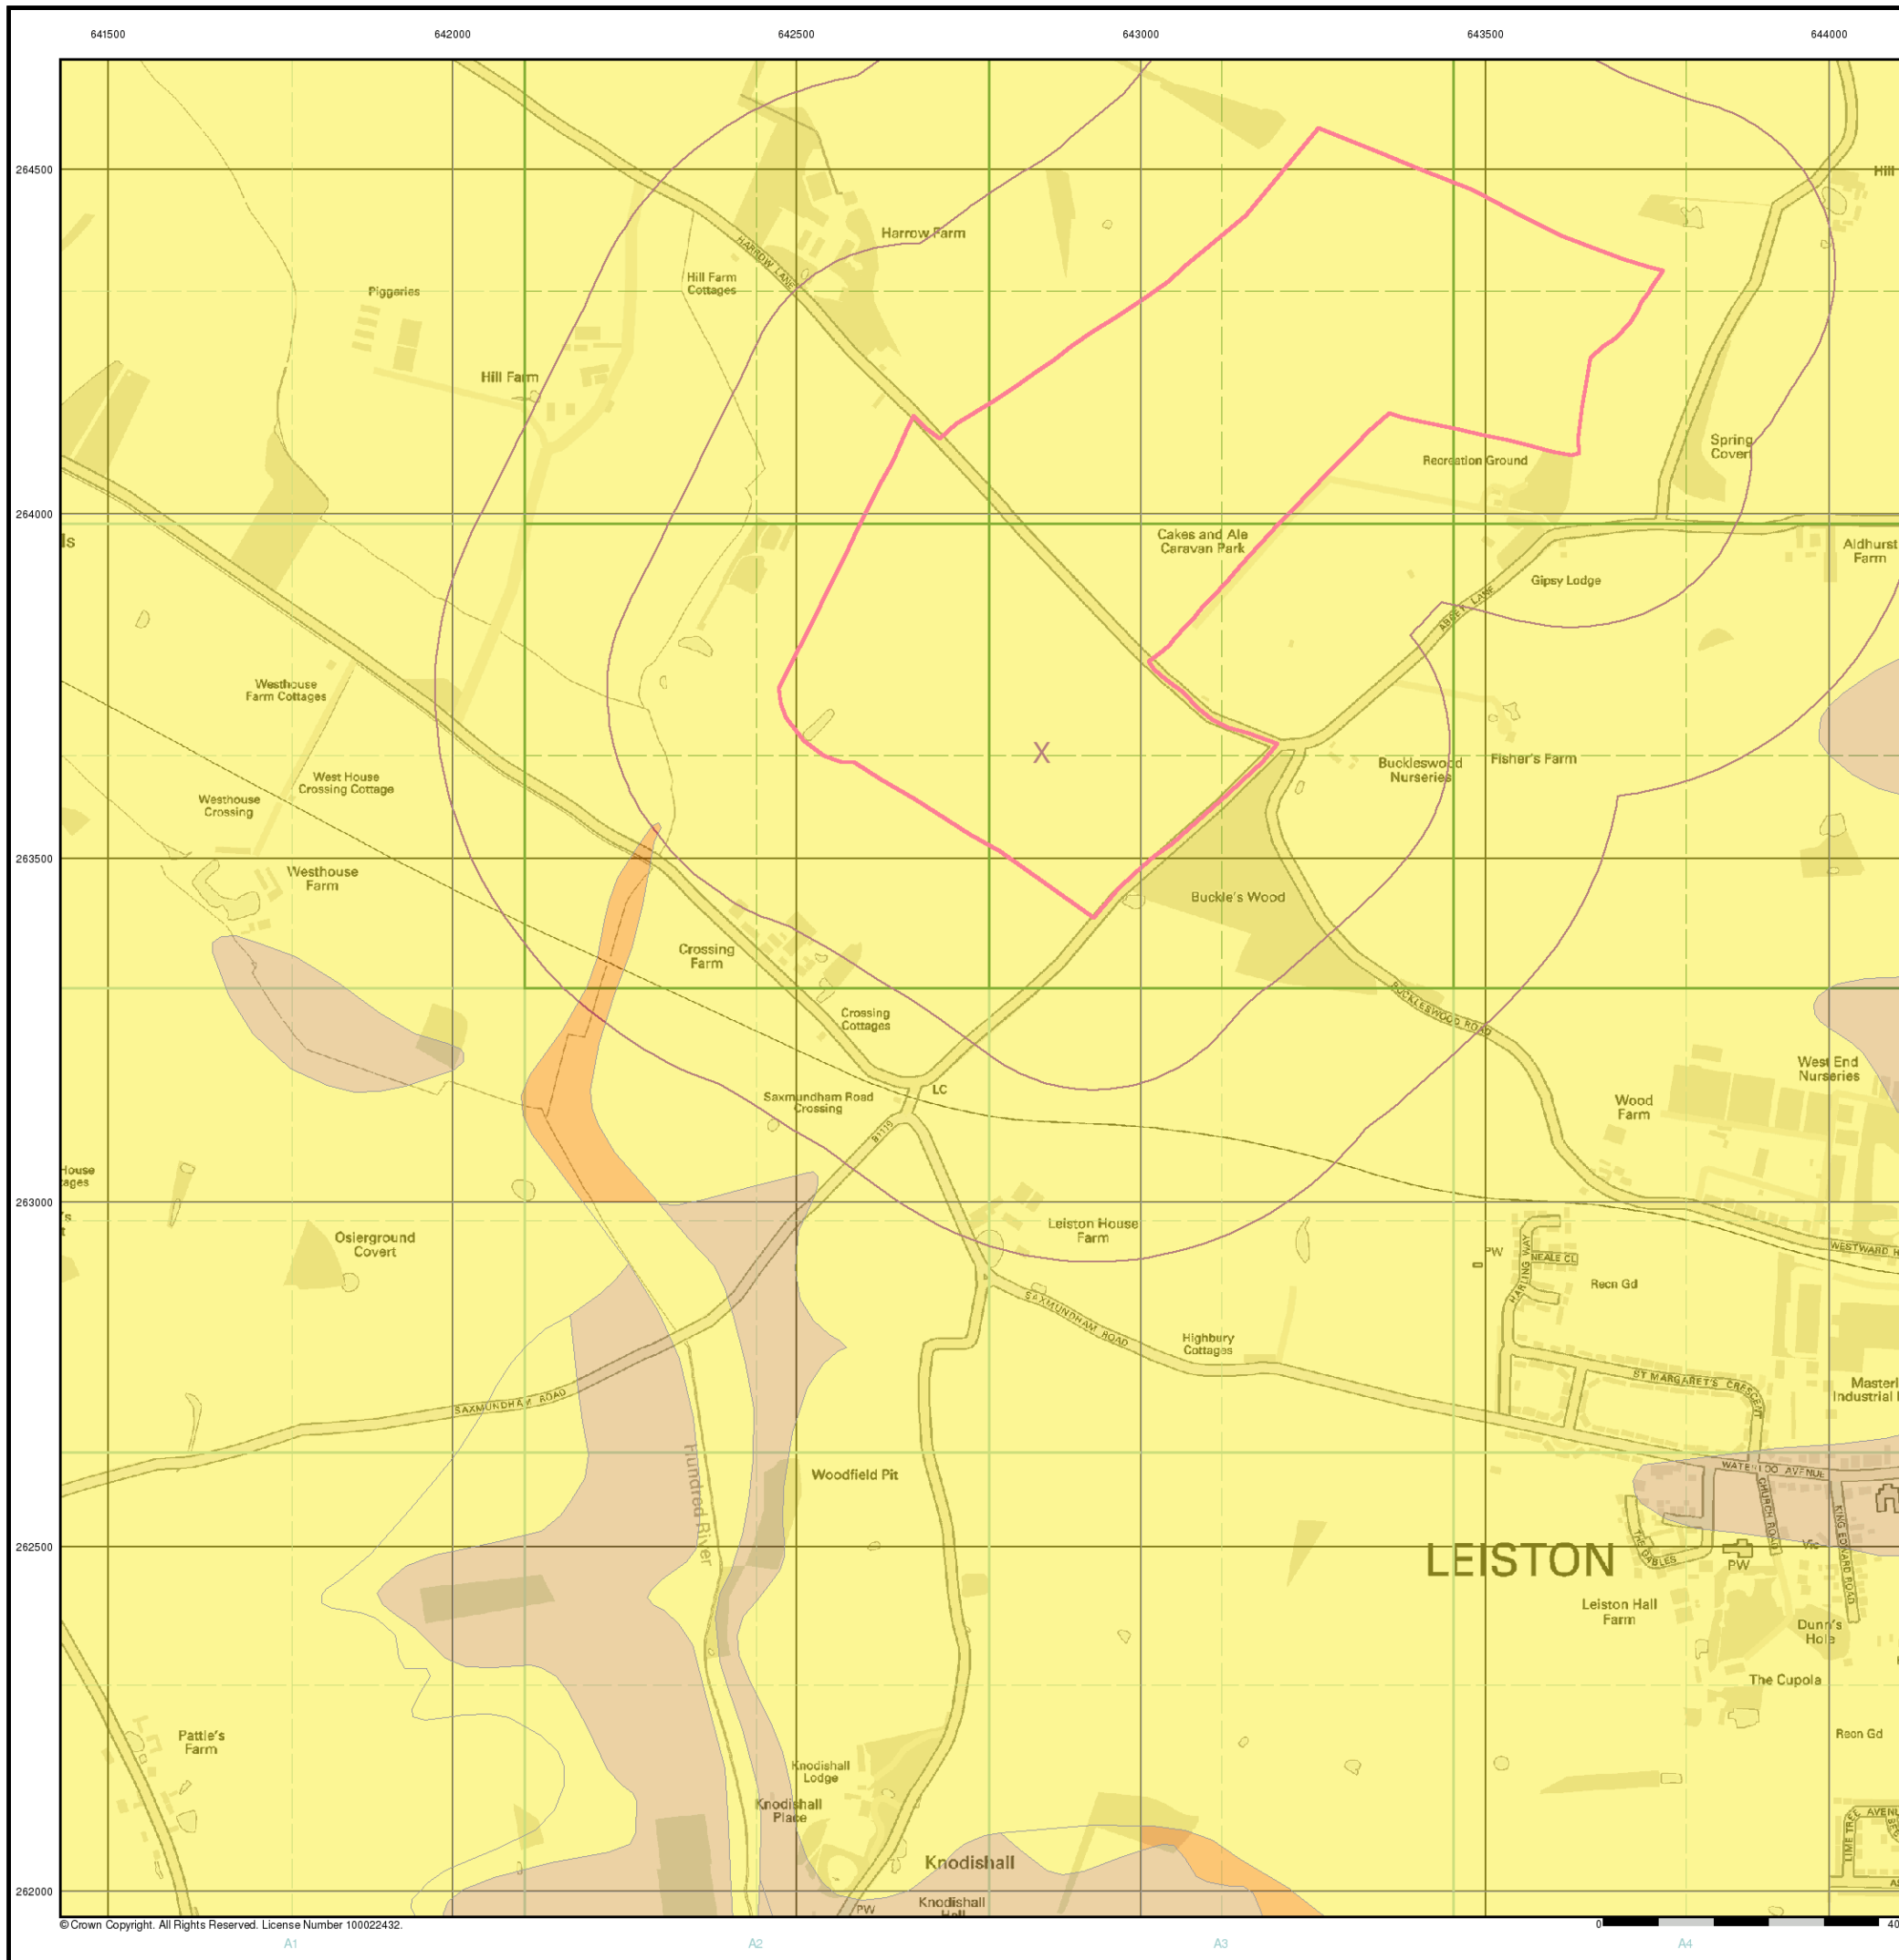 641500 642000 642500 643000 643500 644000
264500
Hill
Harrow Farm
HARROW LANE
Hill Farm
Cottages
Piggeries
Hill Farm
Spring
Covert
Recreation Ground
264000
ls
Cakes and Ale
Caravan Park
Aldhurst
Farm
Gipsy Lodge
ABBEY LANE
Westhouse
Farm Cottages
X
West House
Crossing Cottage
Westhouse
Crossing
Buckleswood
Nurseries
Fisher's Farm
263500
Westhouse
Farm
Buckle's Wood
Crossing
Farm
Crossing
Cottages
BUCKLESWOOD ROAD
West End
Nurseries
Saxmundham Road
Crossing
LC
Wood
Farm
B1119
House
tages
263000
's
t
Osierground
Covert
Leiston House
Farm
PW
HARLING WAY
NEALE CL
WESTWARD H
Recn Gd
SAXMUNDHAM ROAD
Highbury
Cottages
ST MARGARET'S CRESCENT
Masterl
Industrial
SAXMUNDHAM ROAD
Hundred River
Woodfield Pit
WATERLOO AVENUE
CHURCH ROAD
KING EDWARD ROAD
262500
LEISTON
THE GABLES
PW
Vic
Leiston Hall
Farm
Dunn's
Hole
The Cupola
Pattle's
Farm
Recn Gd
Knodishall
Lodge
Knodishall
Place
LIME TREE AVENU
Knodishall
262000
Knodishall
Hall
PW
AS
© Crown Copyright. All Rights Reserved. License Number 100022432.
0 40
A1 A2 A3 A4